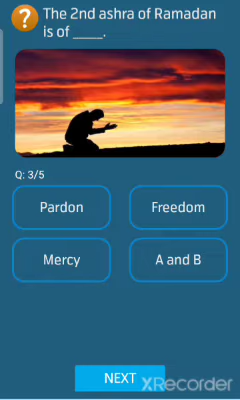 ?
The 2nd ashra of Ramadan
is of ____.
Q: 3/5
Pardon
Freedom
Mercy
A and B
NEXT
XRecorder